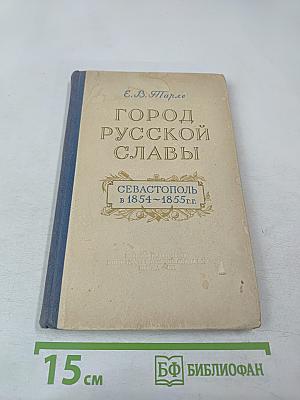 Е. В. Тарле
ГОРОД
РУССКОЙ
СЛАВЫ
СЕВАСТОПОЛЬ
в 1854–1855 г.г.
15 см
БФ БИБЛИОФАН